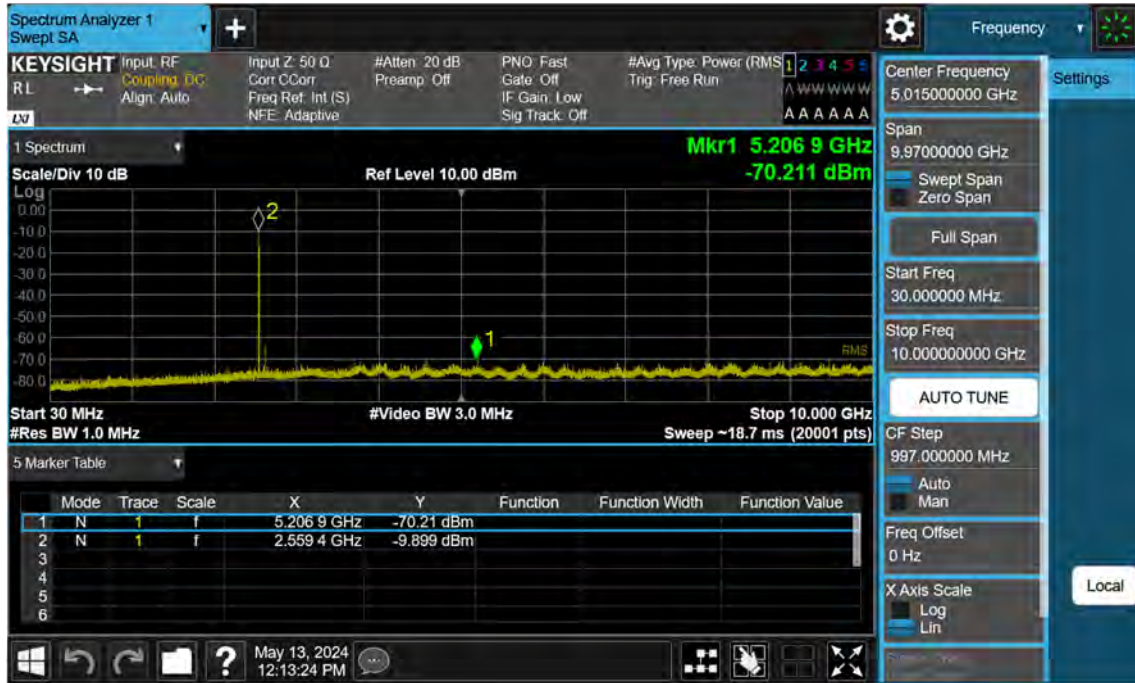 Spectrum Analyzer 1
Swept SA
+
Frequency
KEYSIGHT
RL
LXI
Input: RF
Coupling: DC
Align: Auto
Input Z: 50 Ω
Corr CCorr
Freq Ref: Int (S)
NFE: Adaptive
#Atten: 20 dB
Preamp: Off
PNO: Fast
Gate: Off
IF Gain: Low
Sig Track: Off
#Avg Type: Power (RMS
Trig: Free Run
1 2 3 4 5 6
A W W W W W
A A A A A A
1 Spectrum
Scale/Div 10 dB
Ref Level 10.00 dBm
Mkr1 5.206 9 GHz
-70.211 dBm
Log
0.00
-10.0
-20.0
-30.0
-40.0
-50.0
-60.0
-70.0
-80.0
2
1
RMS
Start 30 MHz
#Video BW 3.0 MHz
Stop 10.000 GHz
#Res BW 1.0 MHz
Sweep ~18.7 ms (20001 pts)
5 Marker Table
Mode Trace Scale X Y Function Function Width Function Value
1 N 1 f 5.206 9 GHz -70.21 dBm
2 N 1 f 2.559 4 GHz -9.899 dBm
3
4
5
6
?
May 13, 2024
12:13:24 PM
Center Frequency
5.015000000 GHz
Settings
Span
9.97000000 GHz
Swept Span
Zero Span
Full Span
Start Freq
30.000000 MHz
Stop Freq
10.000000000 GHz
AUTO TUNE
CF Step
997.000000 MHz
Auto
Man
Freq Offset
0 Hz
X Axis Scale
Log
Lin
Local